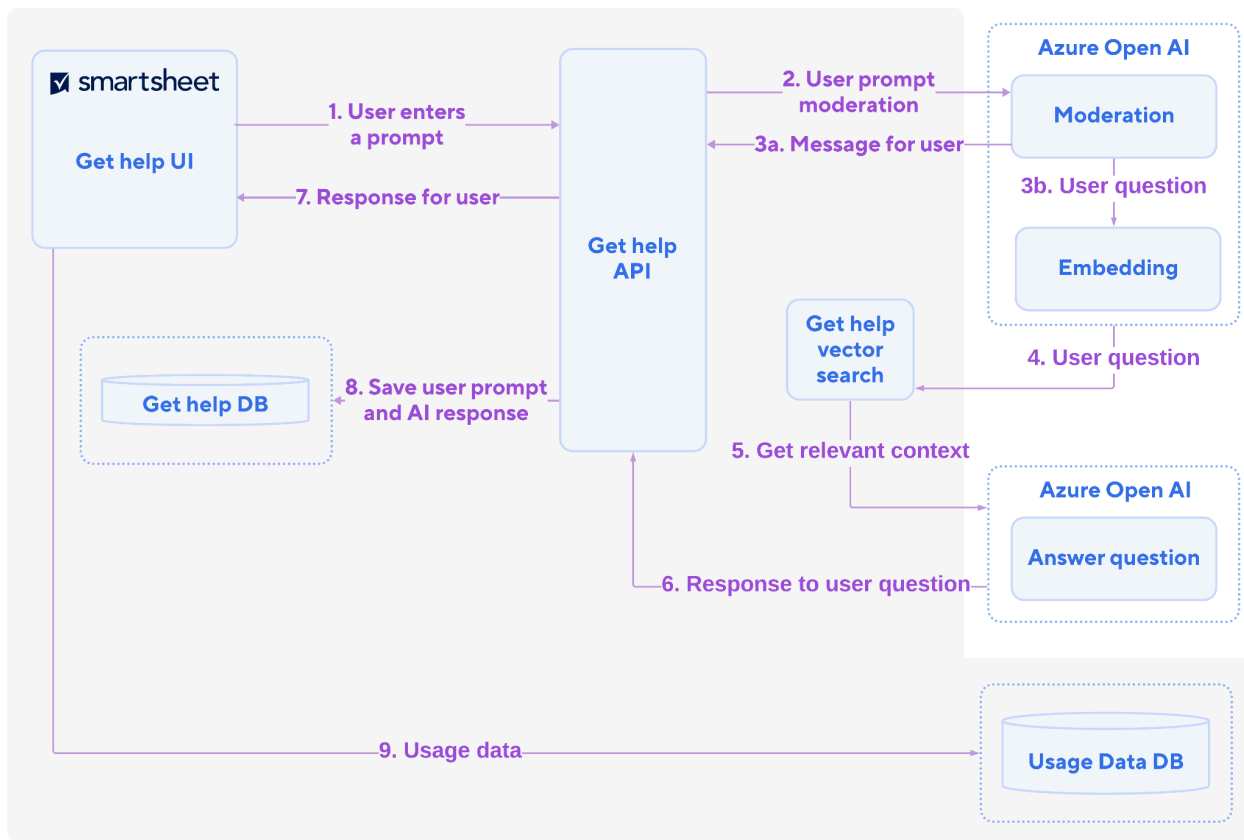 smartsheet
Get help UI
1. User enters
a prompt
7. Response for user
Get help
API
2. User prompt
moderation
3a. Message for user
Azure Open AI
Moderation
3b. User question
Embedding
4. User question
Get help
vector
search
5. Get relevant context
Azure Open AI
Answer question
6. Response to user question
8. Save user prompt
and AI response
Get help DB
9. Usage data
Usage Data DB